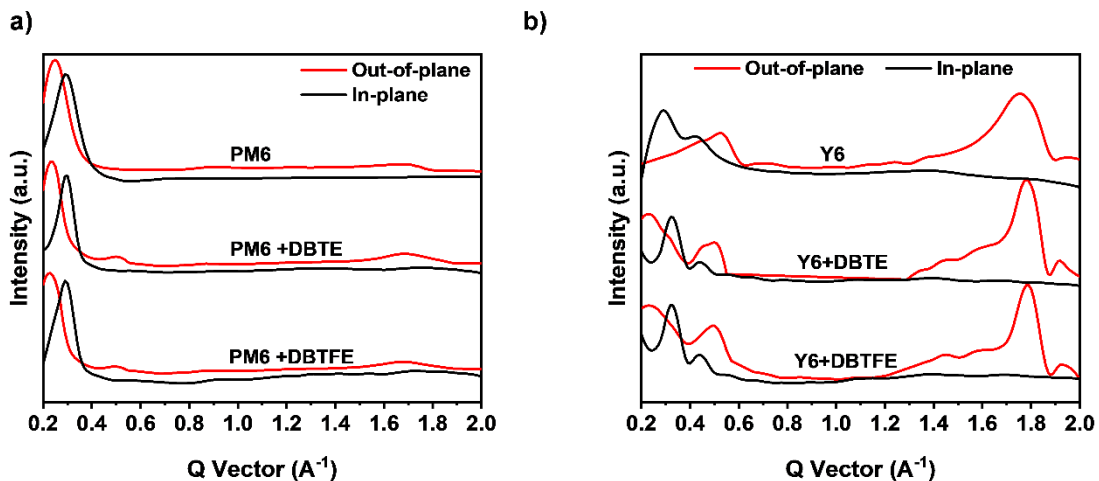 a)
Out-of-plane
In-plane
PM6
PM6 +DBTE
PM6 +DBTFE
Intensity (a.u.)
0.2 0.4 0.6 0.8 1.0 1.2 1.4 1.6 1.8 2.0
Q Vector (A⁻¹)
b)
Out-of-plane In-plane
Y6
Y6+DBTE
Y6+DBTFE
Intensity (a.u.)
0.2 0.4 0.6 0.8 1.0 1.2 1.4 1.6 1.8 2.0
Q Vector (A⁻¹)